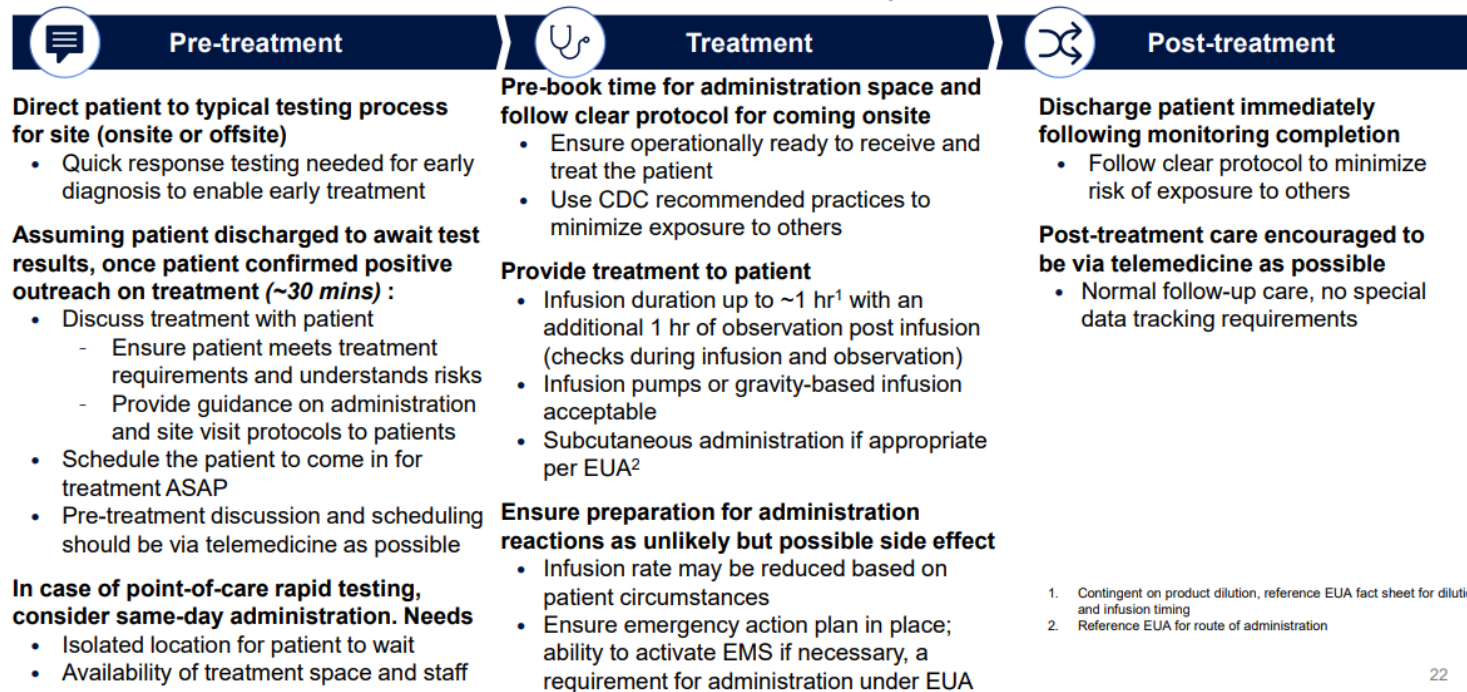 Pre-treatment
Direct patient to typical testing process
for site (onsite or offsite)
• Quick response testing needed for early
diagnosis to enable early treatment
Assuming patient discharged to await test
results, once patient confirmed positive
outreach on treatment (~30 mins) :
• Discuss treatment with patient
- Ensure patient meets treatment
requirements and understands risks
- Provide guidance on administration
and site visit protocols to patients
• Schedule the patient to come in for
treatment ASAP
• Pre-treatment discussion and scheduling
should be via telemedicine as possible
In case of point-of-care rapid testing,
consider same-day administration. Needs
• Isolated location for patient to wait
• Availability of treatment space and staff
Treatment
Pre-book time for administration space and
follow clear protocol for coming onsite
• Ensure operationally ready to receive and
treat the patient
• Use CDC recommended practices to
minimize exposure to others
Provide treatment to patient
• Infusion duration up to ~1 hr¹ with an
additional 1 hr of observation post infusion
(checks during infusion and observation)
• Infusion pumps or gravity-based infusion
acceptable
• Subcutaneous administration if appropriate
per EUA²
Ensure preparation for administration
reactions as unlikely but possible side effect
• Infusion rate may be reduced based on
patient circumstances
• Ensure emergency action plan in place;
ability to activate EMS if necessary, a
requirement for administration under EUA
Post-treatment
Discharge patient immediately
following monitoring completion
• Follow clear protocol to minimize
risk of exposure to others
Post-treatment care encouraged to
be via telemedicine as possible
• Normal follow-up care, no special
data tracking requirements
1. Contingent on product dilution, reference EUA fact sheet for
and infusion timing
2. Reference EUA for route of administration
22